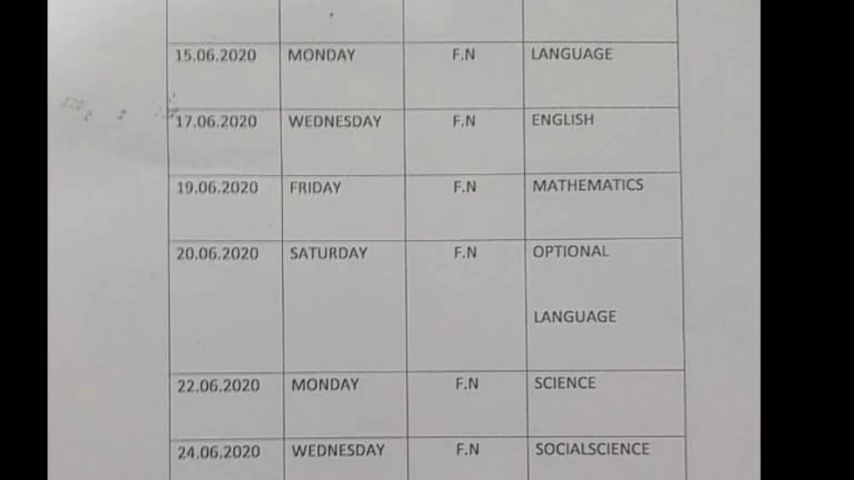 15.06.2020 MONDAY F.N LANGUAGE
17.06.2020 WEDNESDAY F.N ENGLISH
19.06.2020 FRIDAY F.N MATHEMATICS
20.06.2020 SATURDAY F.N OPTIONAL
LANGUAGE
22.06.2020 MONDAY F.N SCIENCE
24.06.2020 WEDNESDAY F.N SOCIALSCIENCE